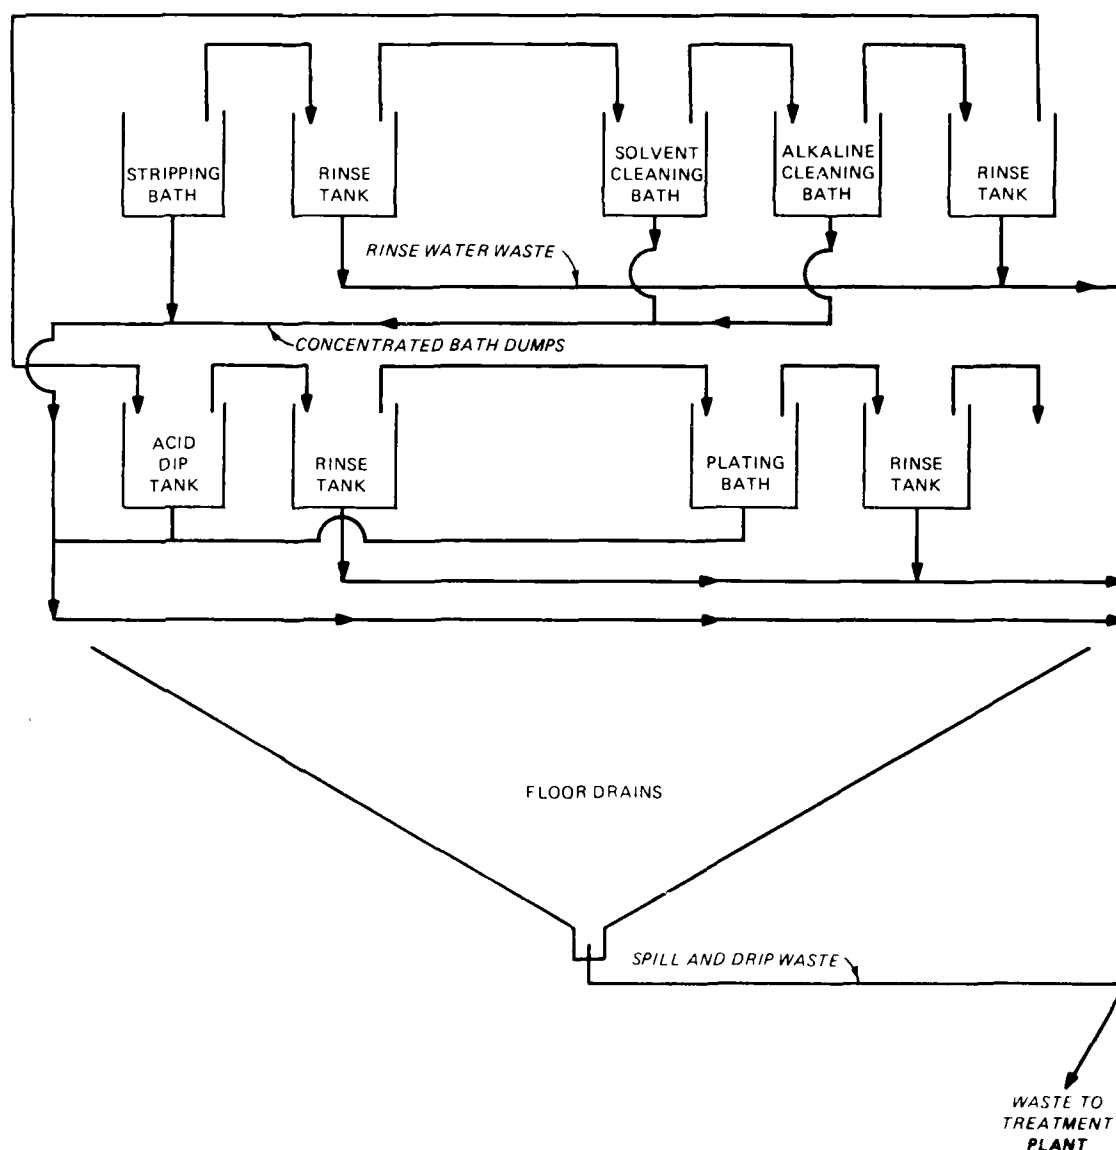 STRIPPING
BATH
RINSE
TANK
SOLVENT
CLEANING
BATH
ALKALINE
CLEANING
BATH
RINSE
TANK
RINSE WATER WASTE
CONCENTRATED BATH DUMPS
ACID
DIP
TANK
RINSE
TANK
PLATING
BATH
RINSE
TANK
FLOOR DRAINS
SPILL AND DRIP WASTE
WASTE TO
TREATMENT
PLANT